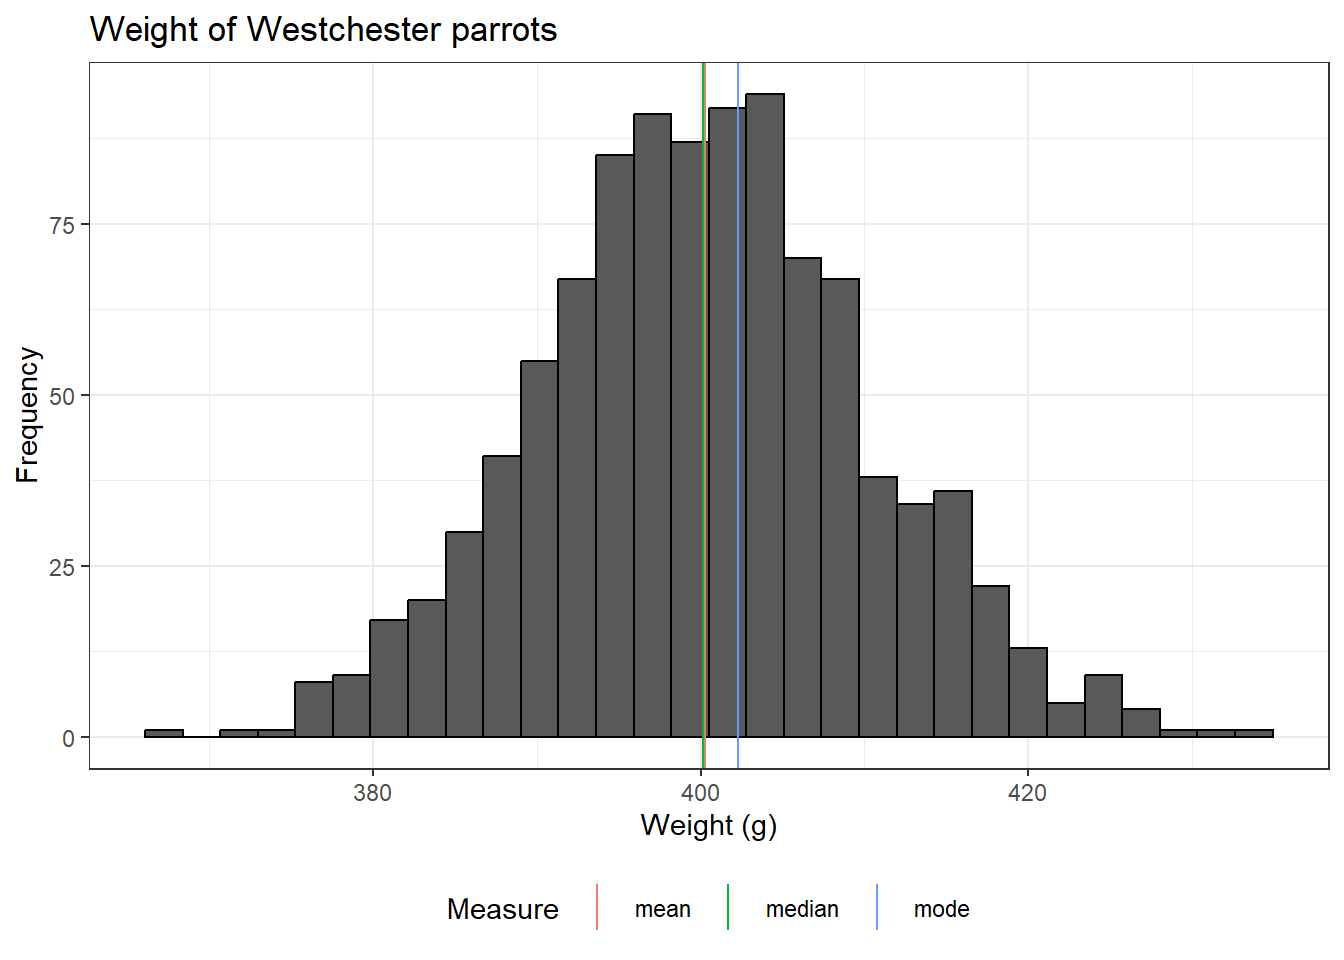 Weight of Westchester parrots
Frequency
75
50
25
0
380 400 420
Weight (g)
Measure mean median mode